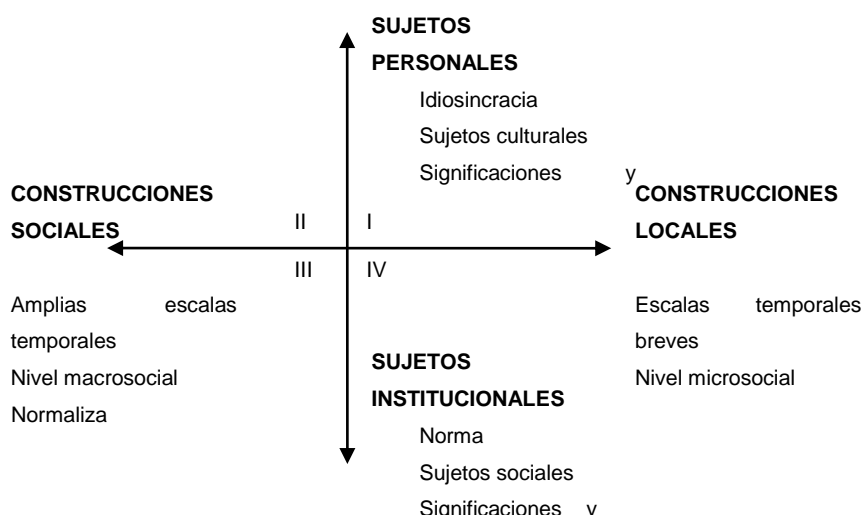 SUJETOS
PERSONALES
Idiosincracia
Sujetos culturales
Significaciones y
CONSTRUCCIONES
SOCIALES
II I
III IV
CONSTRUCCIONES
LOCALES
Amplias escalas
temporales
Nivel macrosocial
Normaliza
Escalas temporales
breves
Nivel microsocial
SUJETOS
INSTITUCIONALES
Norma
Sujetos sociales
Significaciones y